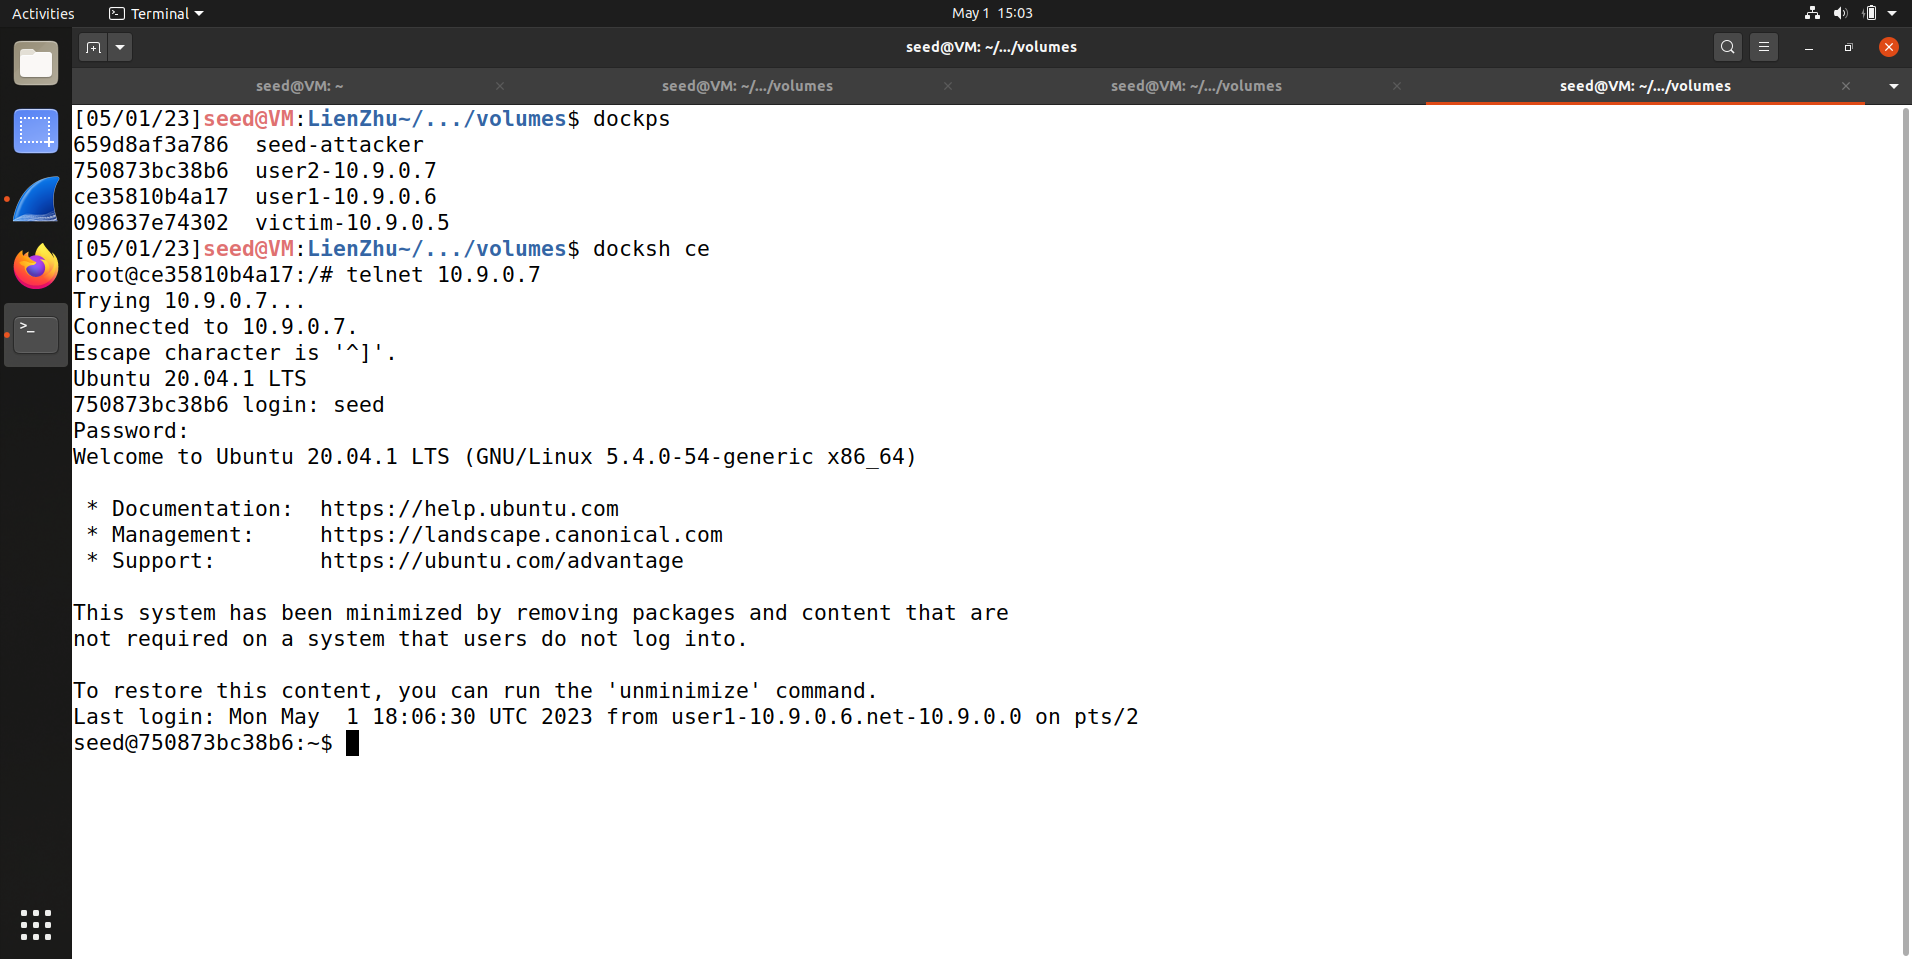 Activities Terminal May 1 15:03
seed@VM: ~/.../volumes
seed@VM: ~ seed@VM: ~/.../volumes seed@VM: ~/.../volumes seed@VM: ~/.../volumes
[05/01/23]seed@VM:LienZhu~/.../volumes$ dockps
659d8af3a786  seed-attacker
750873bc38b6  user2-10.9.0.7
ce35810b4a17  user1-10.9.0.6
098637e74302  victim-10.9.0.5
[05/01/23]seed@VM:LienZhu~/.../volumes$ docksh ce
root@ce35810b4a17:/# telnet 10.9.0.7
Trying 10.9.0.7...
Connected to 10.9.0.7.
Escape character is '^]'.
Ubuntu 20.04.1 LTS
750873bc38b6 login: seed
Password:
Welcome to Ubuntu 20.04.1 LTS (GNU/Linux 5.4.0-54-generic x86_64)
 * Documentation:  https://help.ubuntu.com
 * Management:     https://landscape.canonical.com
 * Support:        https://ubuntu.com/advantage
This system has been minimized by removing packages and content that are
not required on a system that users do not log into.
To restore this content, you can run the 'unminimize' command.
Last login: Mon May  1 18:06:30 UTC 2023 from user1-10.9.0.6.net-10.9.0.0 on pts/2
seed@750873bc38b6:~$